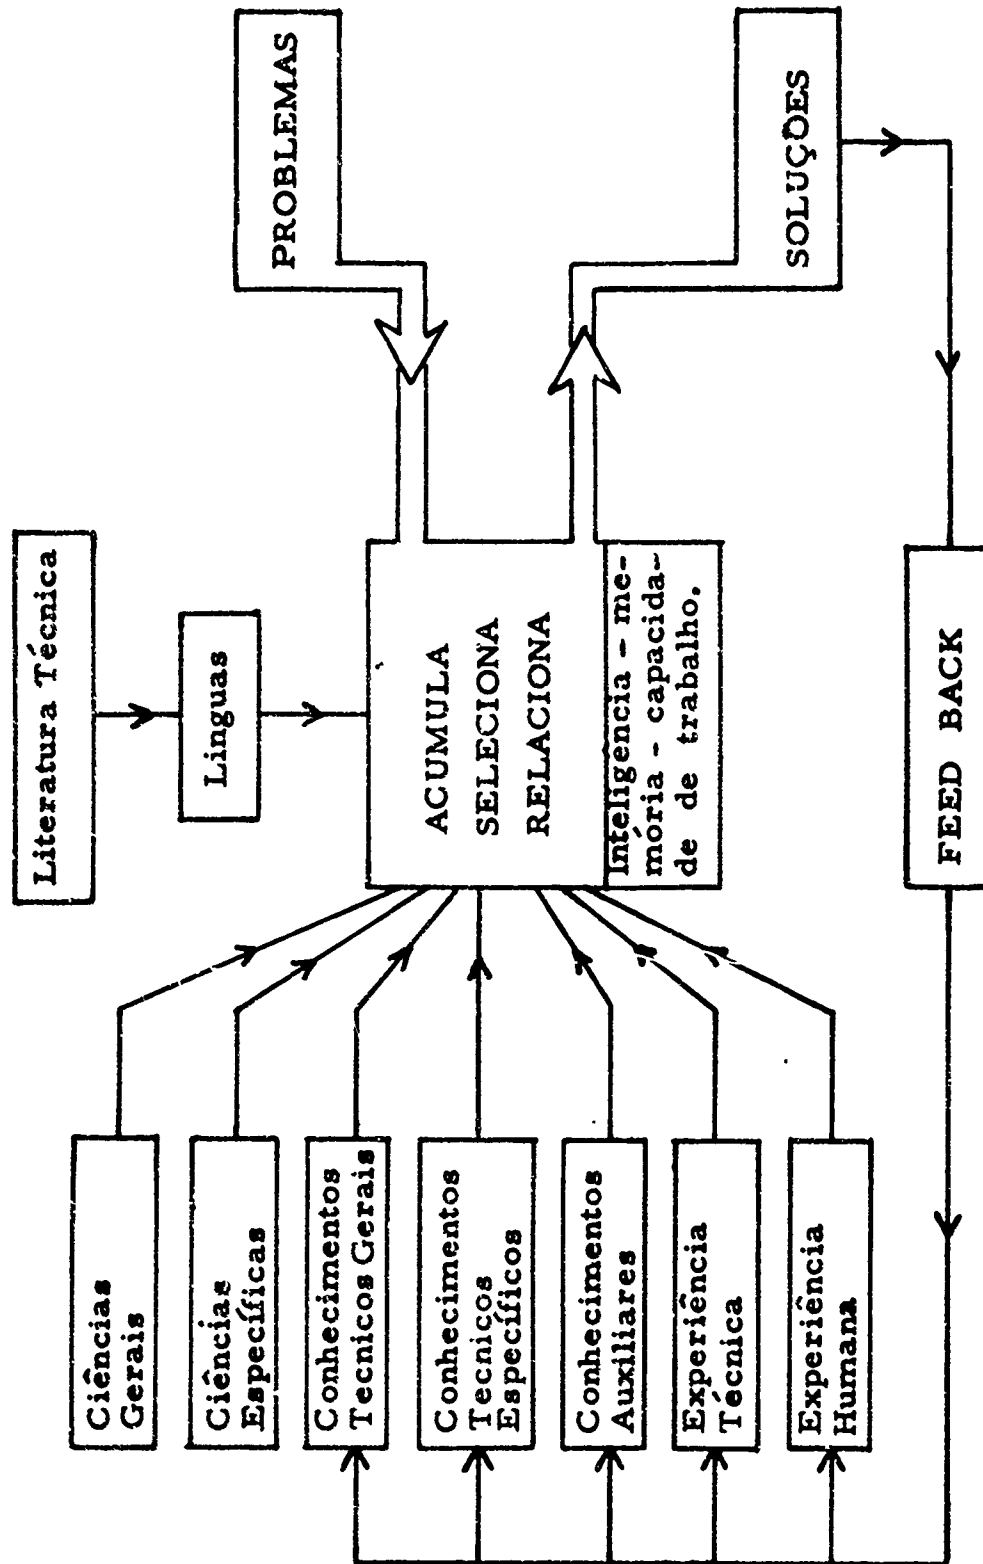 Literatura Técnica
Linguas
PROBLEMAS
Ciências
Gerais
Ciências
Específicas
Conhecimentos
Tecnicos Gerais
Conhecimentos
Tecnicos
Específicos
Conhecimentos
Auxiliares
Experiência
Técnica
Experiência
Humana
ACUMULA
SELECIONA
RELACIONA
Inteligencia - me-
mória - capacida-
de de trabalho.
SOLUÇÕES
FEED BACK